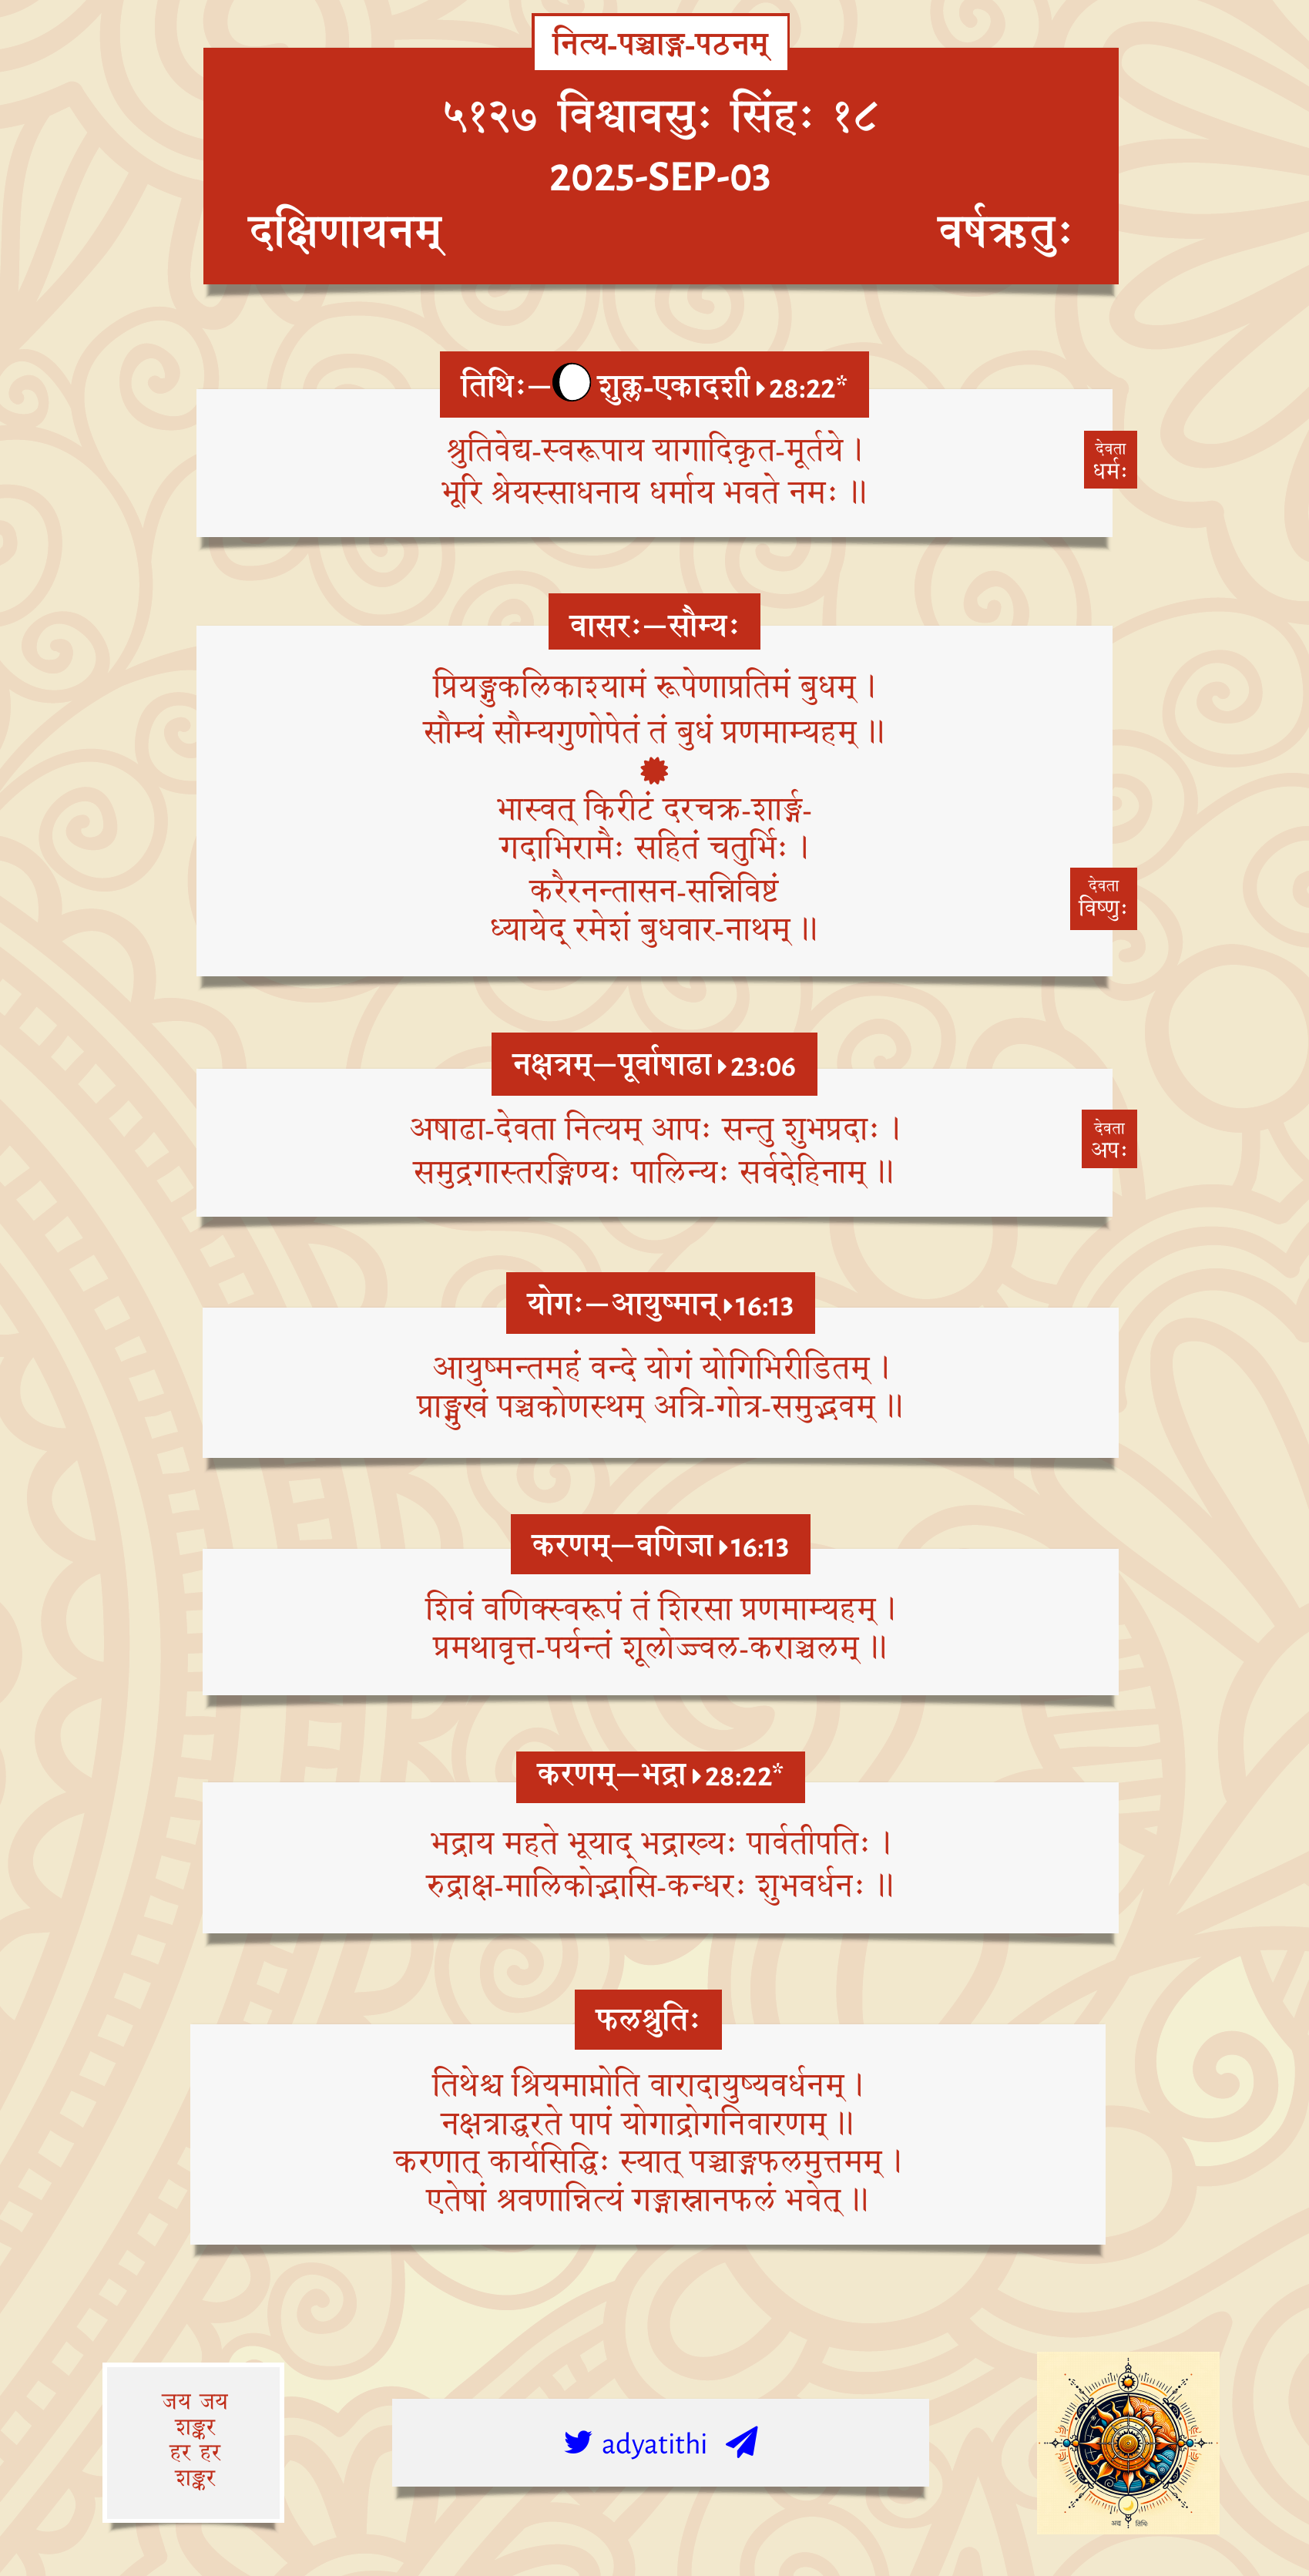 नित्य-पञ्चाङ्ग-पठनम्
५१२७ विश्वावसुः सिंहः १८
2025-SEP-03
दक्षिणायनम्
वर्षऋतुः
तिथिः—शुक्ल-एकादशी 28:22*
श्रुतिवेद्य-स्वरूपाय यागादिकृत-मूर्तये ।
भूरि श्रेयस्साधनाय धर्माय भवते नमः ॥
देवता
धर्मः
वासरः—सौम्यः
प्रियङ्गुकलिकाश्यामं रूपेणाप्रतिमं बुधम् ।
सौम्यं सौम्यगुणोपेतं तं बुधं प्रणमाम्यहम् ॥
भास्वत् किरीटं दरचक्र-शार्ङ्ग-
गदाभिरामैः सहितं चतुर्भिः ।
करैरनन्तासन-सन्निविष्टं
ध्यायेद् रमेशं बुधवार-नाथम् ॥
देवता
विष्णुः
नक्षत्रम्—पूर्वाषाढा 23:06
अषाढा-देवता नित्यम् आपः सन्तु शुभप्रदाः ।
समुद्रगास्तरङ्गिण्यः पालिन्यः सर्वदेहिनाम् ॥
देवता
अपः
योगः—आयुष्मान् 16:13
आयुष्मन्तमहं वन्दे योगं योगिभिरीडितम् ।
प्राङ्मुखं पञ्चकोणस्थम् अत्रि-गोत्र-समुद्भवम् ॥
करणम्—वणिजा 16:13
शिवं वणिक्स्वरूपं तं शिरसा प्रणमाम्यहम् ।
प्रमथावृत्त-पर्यन्तं शूलोज्ज्वल-कराञ्चलम् ॥
करणम्—भद्रा 28:22*
भद्राय महते भूयाद् भद्राख्यः पार्वतीपतिः ।
रुद्राक्ष-मालिकोद्भासि-कन्धरः शुभवर्धनः ॥
फलश्रुतिः
तिथेश्च श्रियमाप्नोति वारादायुष्यवर्धनम् ।
नक्षत्राद्धरते पापं योगाद्रोगनिवारणम् ॥
करणात् कार्यसिद्धिः स्यात् पञ्चाङ्गफलमुत्तमम् ।
एतेषां श्रवणान्नित्यं गङ्गास्नानफलं भवेत् ॥
जय जय
शङ्कर
हर हर
शङ्कर
adyatithi
अद्य तिथिः